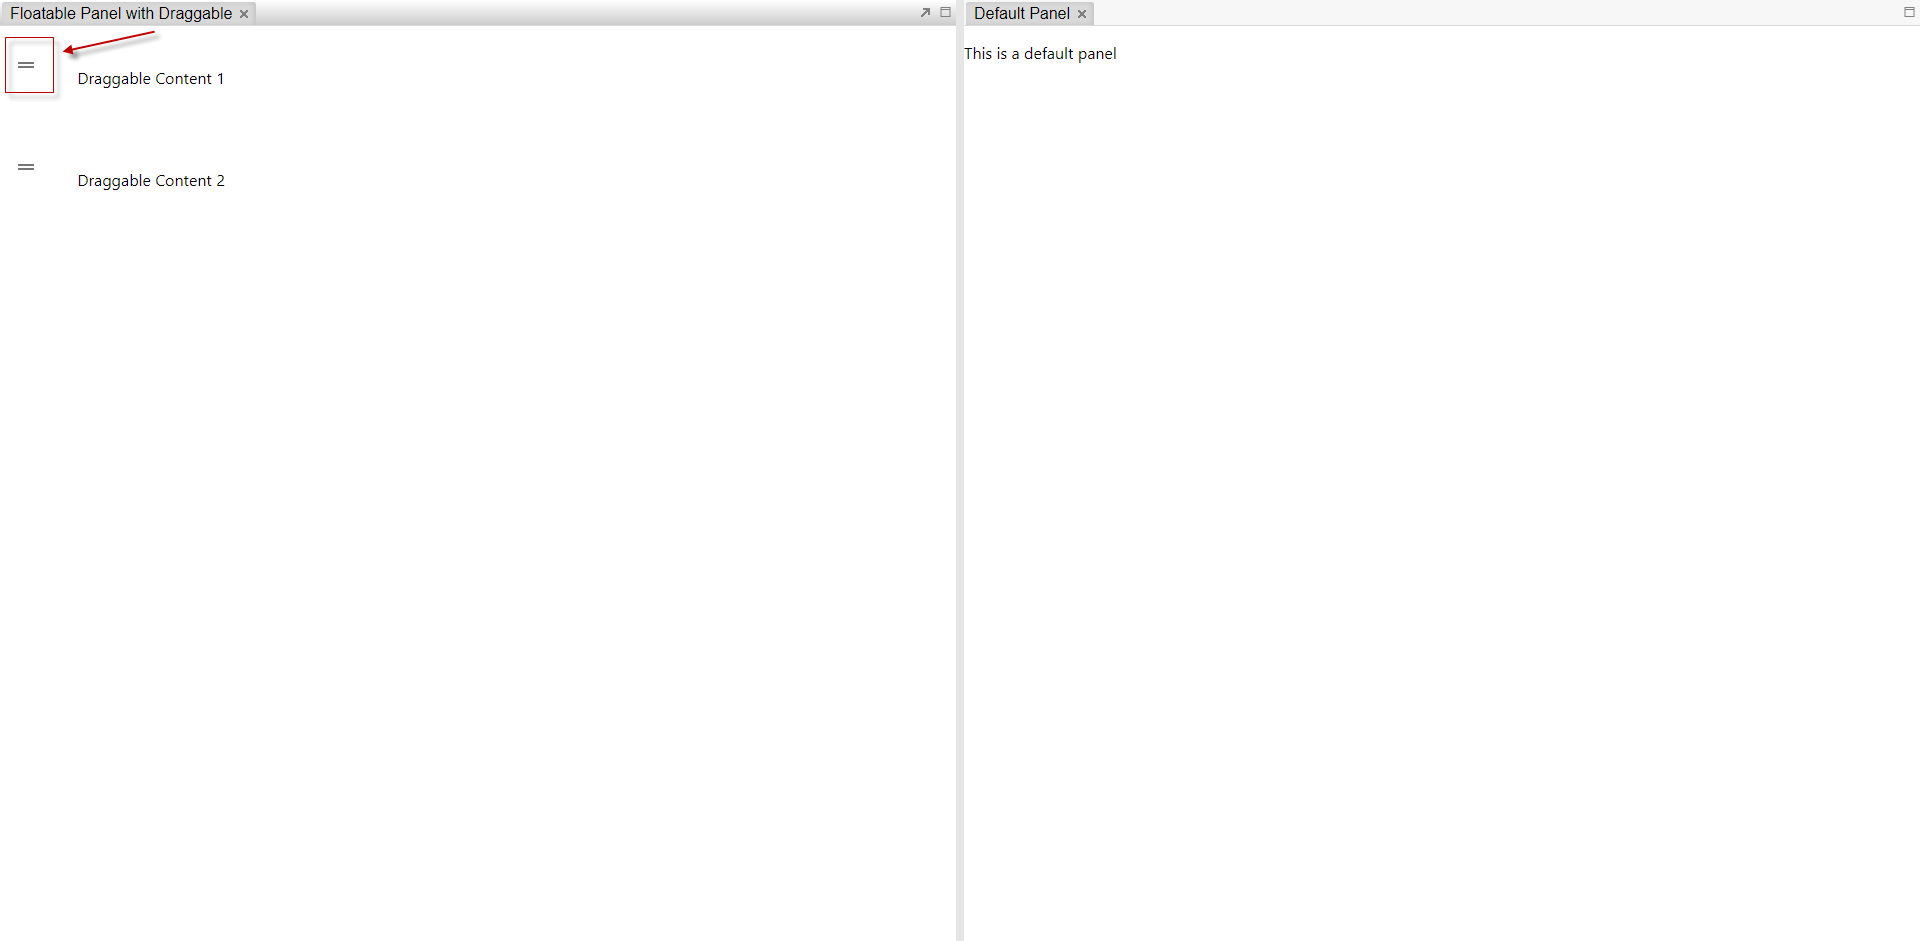 Floatable Panel with Draggable
Default Panel
Draggable Content 1
Draggable Content 2
This is a default panel